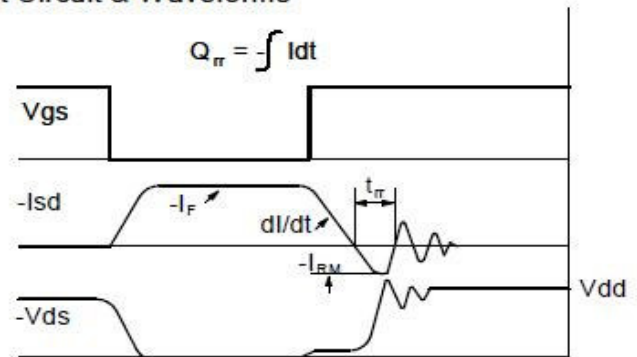 Q_rr = -∫ Idt
Vgs
-Isd
-I_F
dI/dt
t_rr
-I_RM
Vdd
-Vds